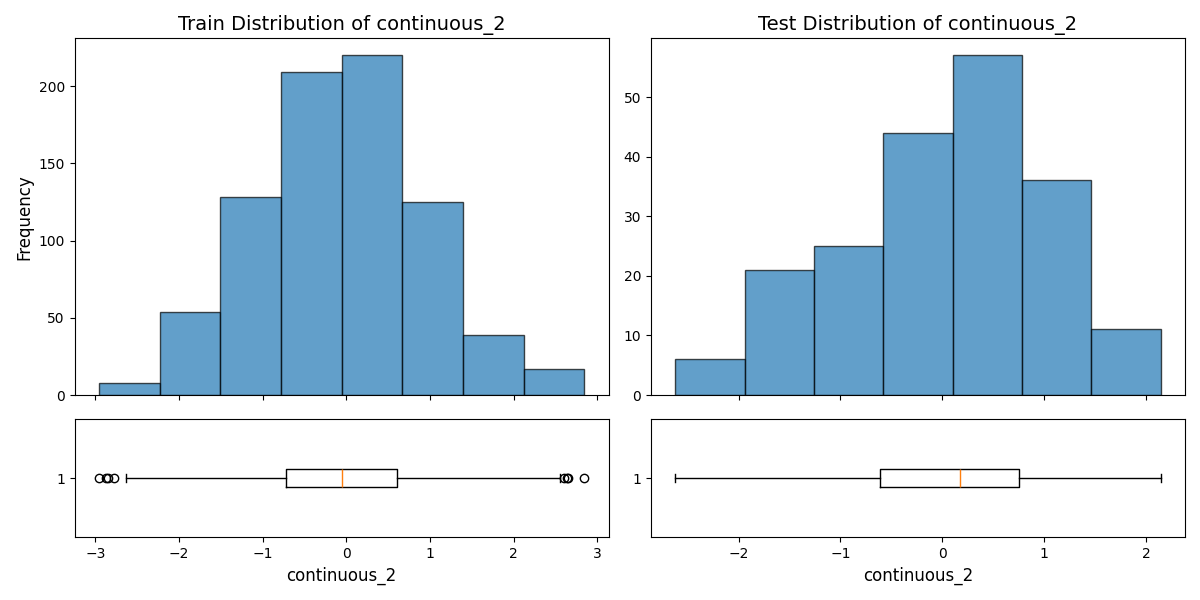 Train Distribution of continuous_2
Test Distribution of continuous_2
Frequency
200
150
100
50
0
50
40
30
20
10
0
1
1
−3 −2 −1 0 1 2 3
−2 −1 0 1 2
continuous_2
continuous_2